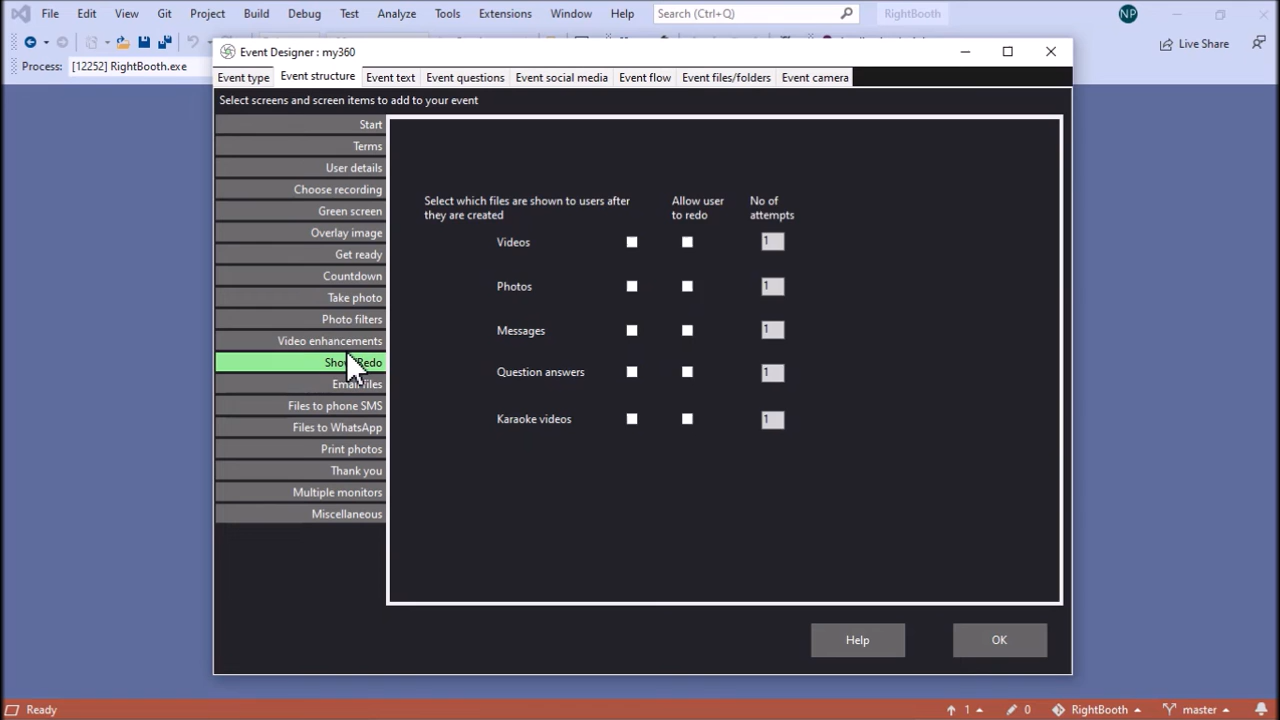 File Edit View Git Project Build Debug Test Analyze Tools Extensions Window Help Search (Ctrl+Q) RightBooth NP
Live Share
Process: [12252] RightBooth.exe
Event Designer : my360
Event type Event structure Event text Event questions Event social media Event flow Event files/folders Event camera
Select screens and screen items to add to your event
Start
Terms
User details
Choose recording
Green screen
Overlay image
Get ready
Countdown
Take photo
Photo filters
Video enhancements
Show/Redo
Email files
Files to phone SMS
Files to WhatsApp
Print photos
Thank you
Multiple monitors
Miscellaneous
Select which files are shown to users after
they are created
Allow user
to redo
No of
attempts
Videos 1
Photos 1
Messages 1
Question answers 1
Karaoke videos 1
Help OK
Ready 1 0 RightBooth master